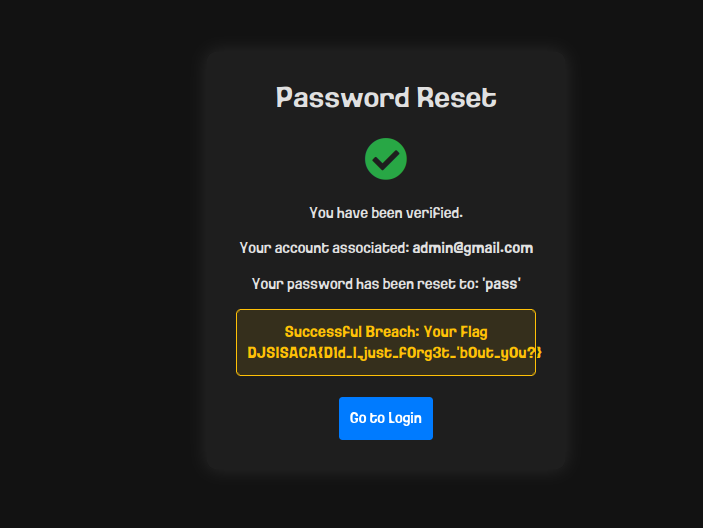 Password Reset
You have been verified.
Your account associated: admin@gmail.com
Your password has been reset to: 'pass'
Successful Breach: Your Flag
DJSISACA{D1d_I_just_f0rg3t_'b0ut_y0u?}
Go to Login